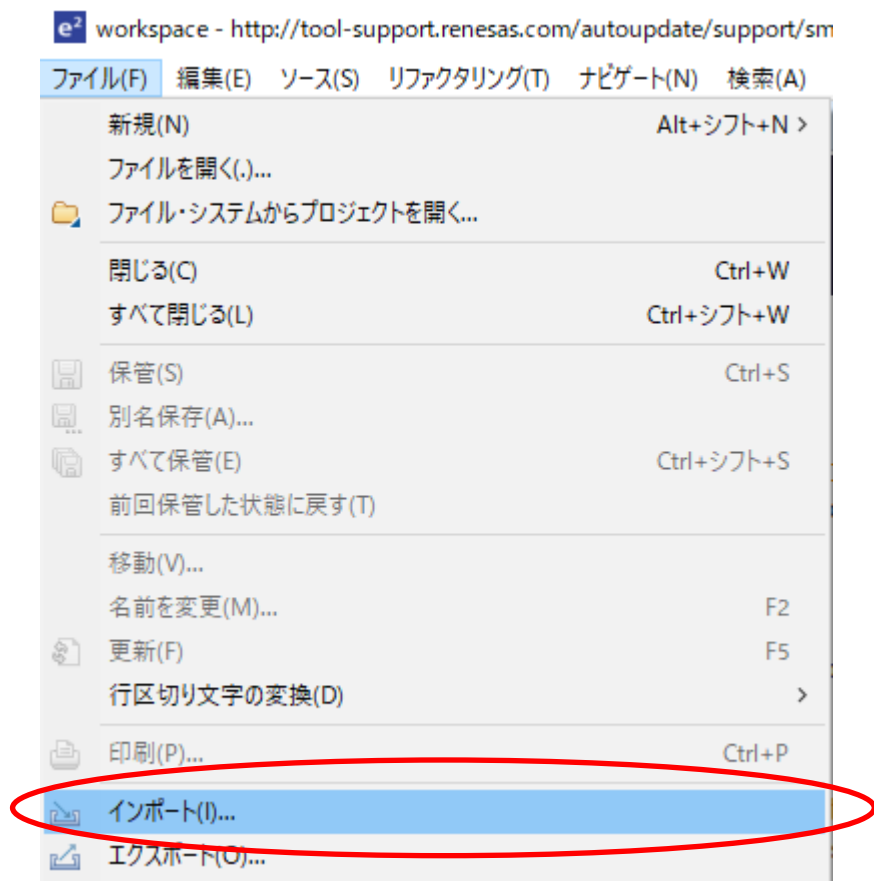 e² workspace - http://tool-support.renesas.com/autoupdate/support/sm
ファイル(F) 編集(E) ソース(S) リファクタリング(T) ナビゲート(N) 検索(A)
新規(N) Alt+シフト+N >
ファイルを開く(.)...
ファイル・システムからプロジェクトを開く...
閉じる(C) Ctrl+W
すべて閉じる(L) Ctrl+シフト+W
保管(S) Ctrl+S
別名保存(A)...
すべて保管(E) Ctrl+シフト+S
前回保管した状態に戻す(T)
移動(V)...
名前を変更(M)... F2
更新(F) F5
行区切り文字の変換(D) >
印刷(P)... Ctrl+P
インポート(I)...
エクスポート(O)...